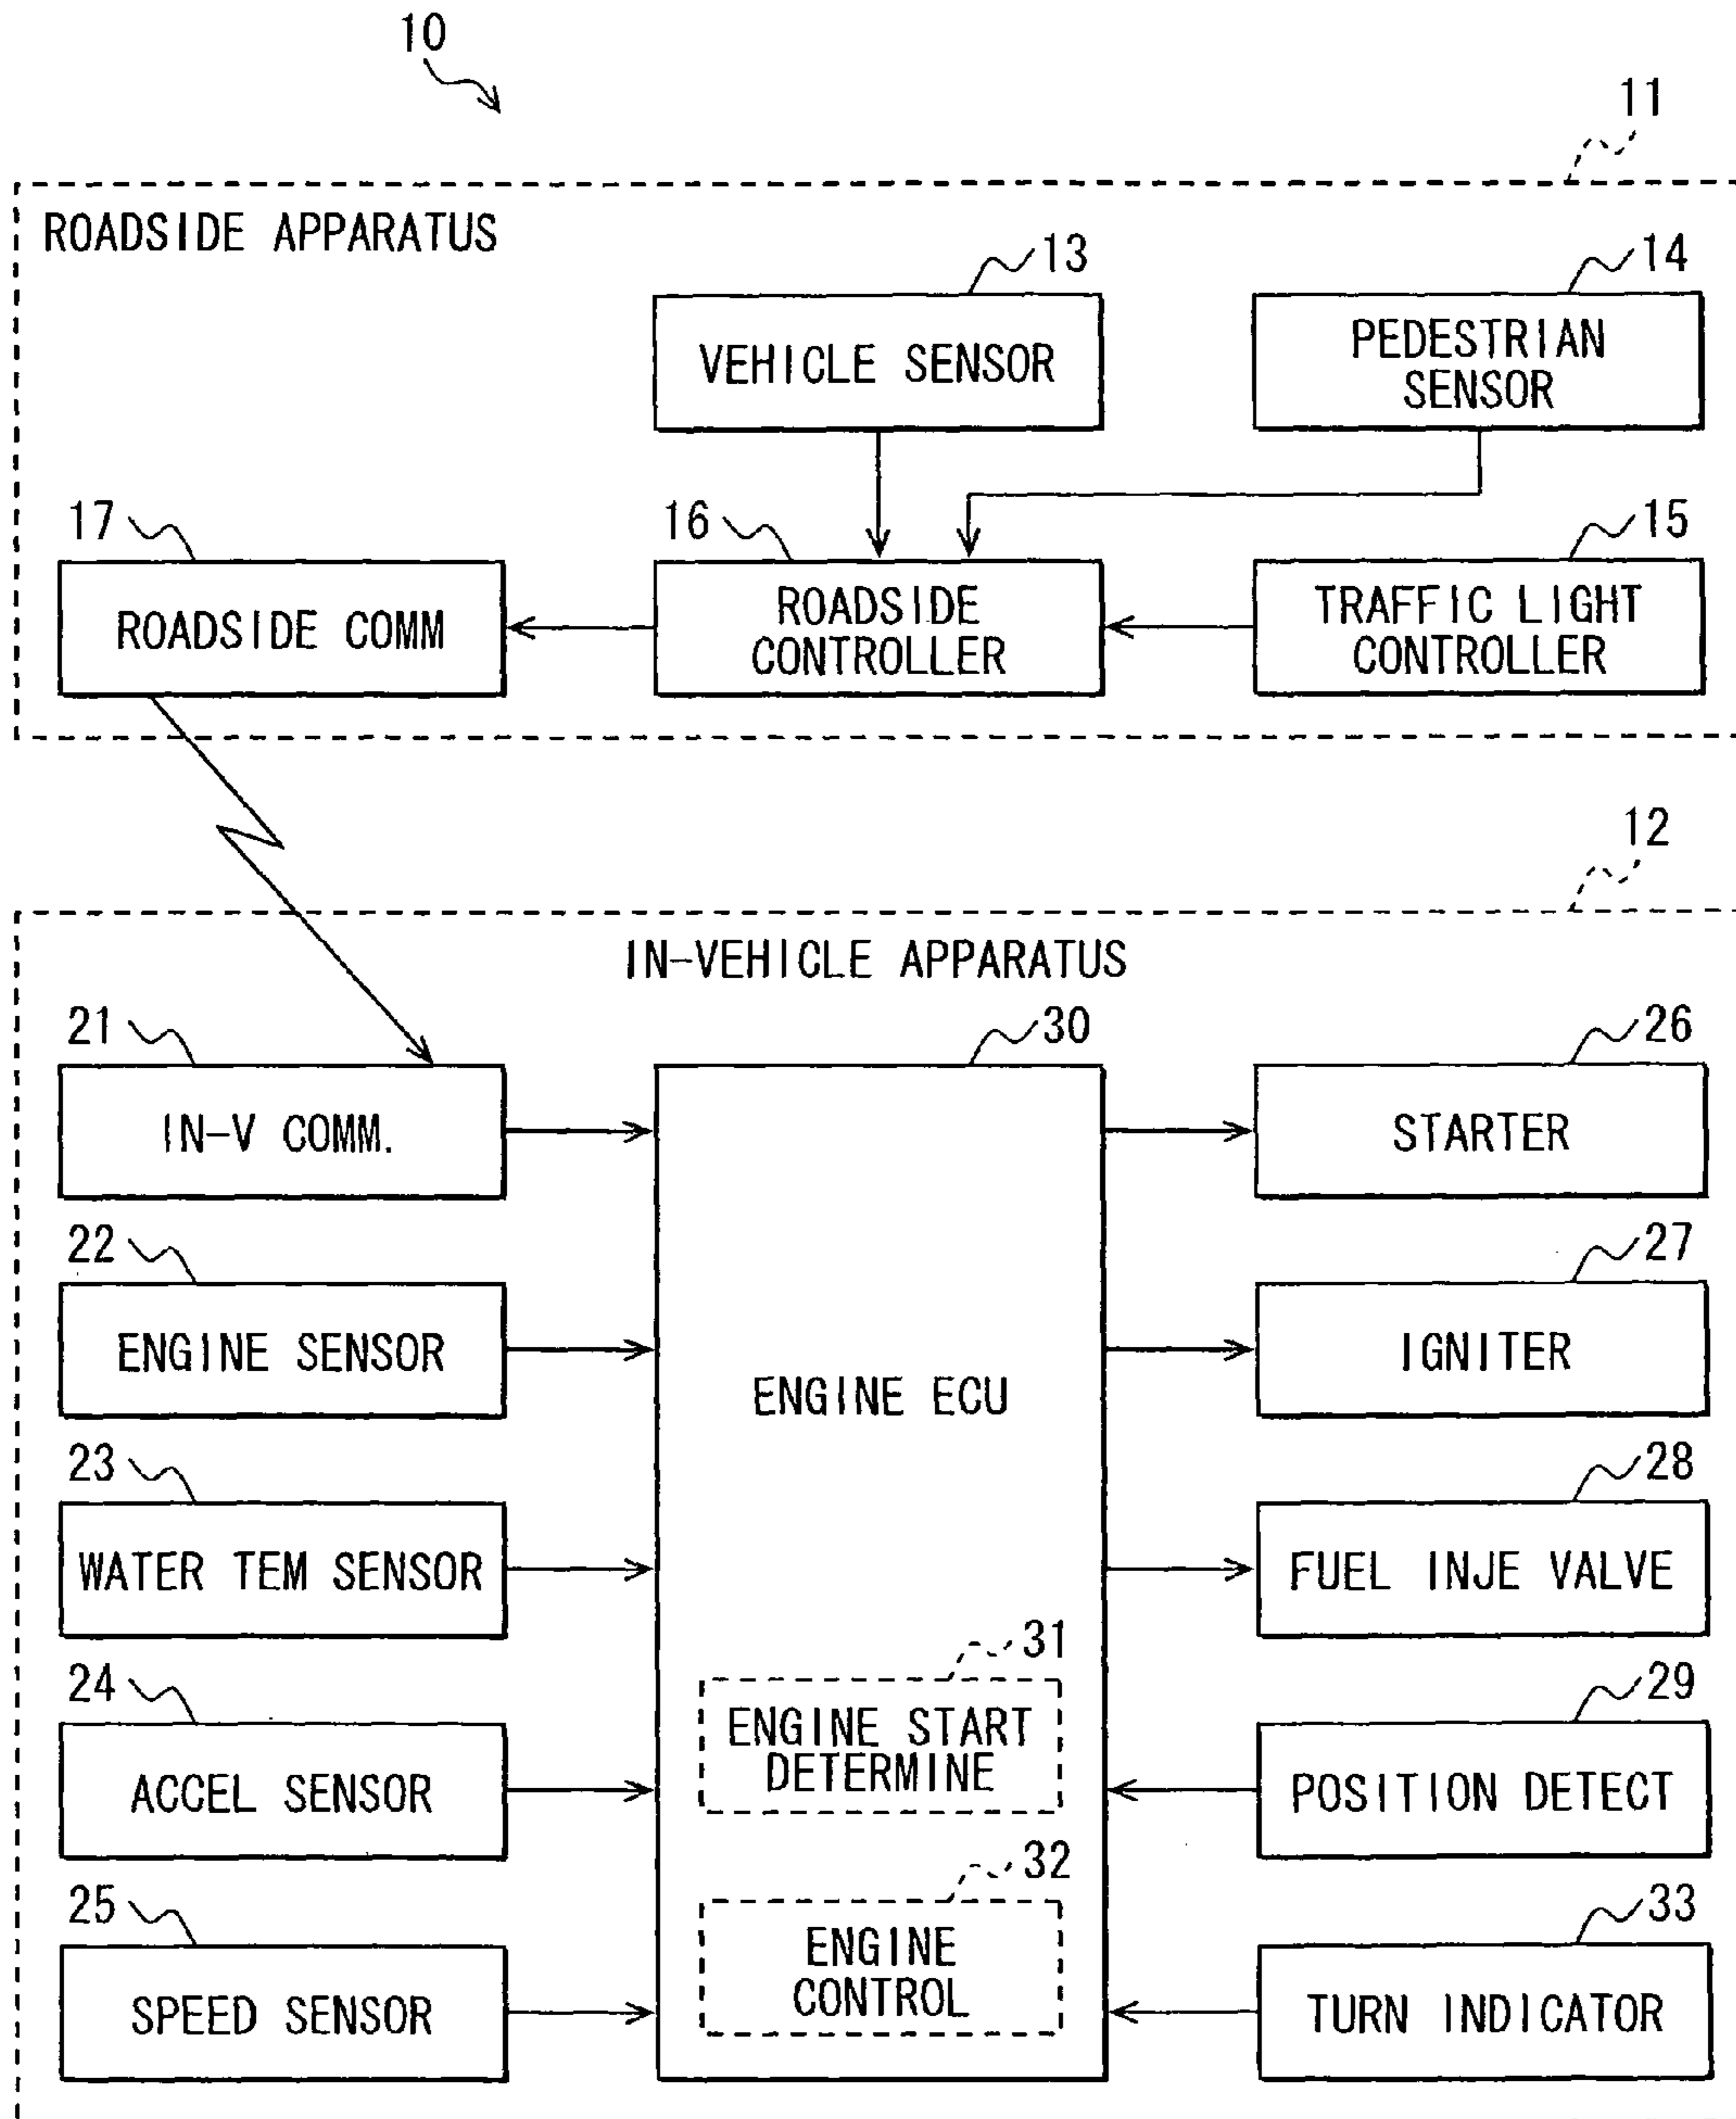 10
11
ROADSIDE APPARATUS
13
14
VEHICLE SENSOR
PEDESTRIAN
SENSOR
17
16
15
ROADSIDE COMM
ROADSIDE
CONTROLLER
TRAFFIC LIGHT
CONTROLLER
12
IN-VEHICLE APPARATUS
21
30
26
IN-V COMM.
STARTER
22
27
ENGINE SENSOR
IGNITER
ENGINE ECU
23
28
WATER TEM SENSOR
FUEL INJE VALVE
24
31
29
ENGINE START
DETERMINE
ACCEL SENSOR
POSITION DETECT
25
32
33
ENGINE
CONTROL
SPEED SENSOR
TURN INDICATOR